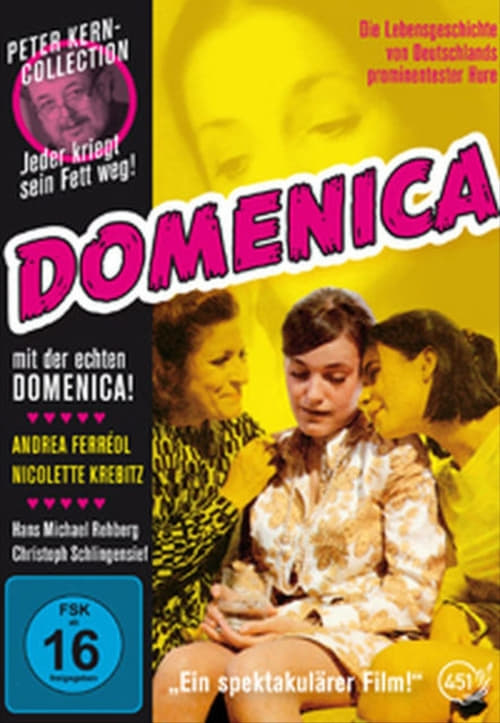 PETER KERN-
COLLECTION
Jeder kriegt
sein Fett weg!
Die Lebensgeschichte
von Deutschlands
prominentester Hure
DOMENICA
mit der echten
DOMENICA!
ANDREA FERRÉOL
NICOLETTE KREBITZ
Hans Michael Rehberg
Christoph Schlingensief
FSK
ab
16
freigegeben
„Ein spektakulärer Film!“
451